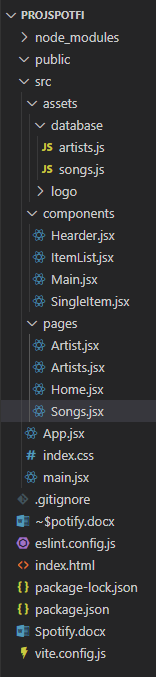 PROJSPOTFI
node_modules
public
src
assets
database
JS artists.js
JS songs.js
logo
components
Hearder.jsx
ItemList.jsx
Main.jsx
SingleItem.jsx
pages
Artist.jsx
Artists.jsx
Home.jsx
Songs.jsx
App.jsx
# index.css
main.jsx
.gitignore
~$potify.docx
eslint.config.js
<> index.html
package-lock.json
package.json
Spotify.docx
vite.config.js